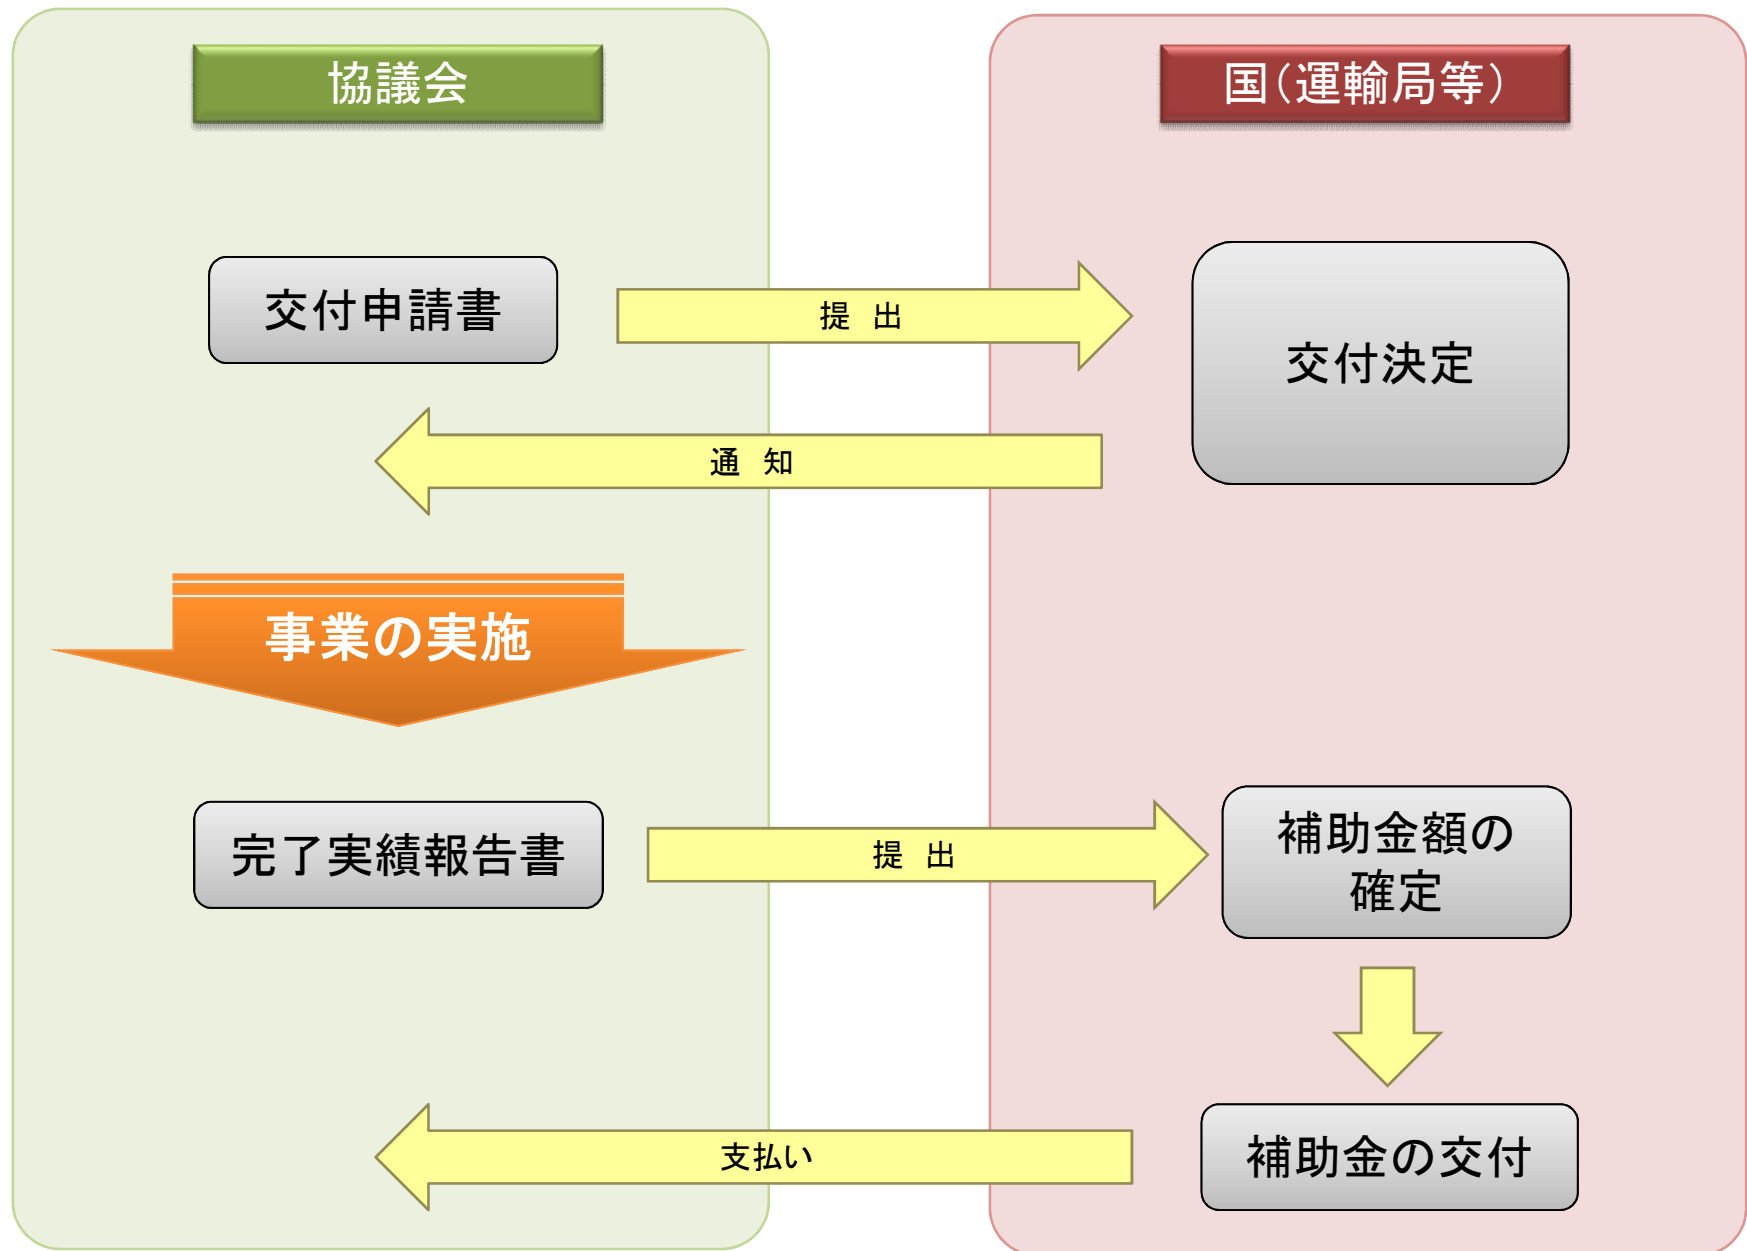 協議会
国（運輸局等）
交付申請書
提　出
交付決定
通　知
事業の実施
完了実績報告書
提　出
補助金額の
確定
支払い
補助金の交付